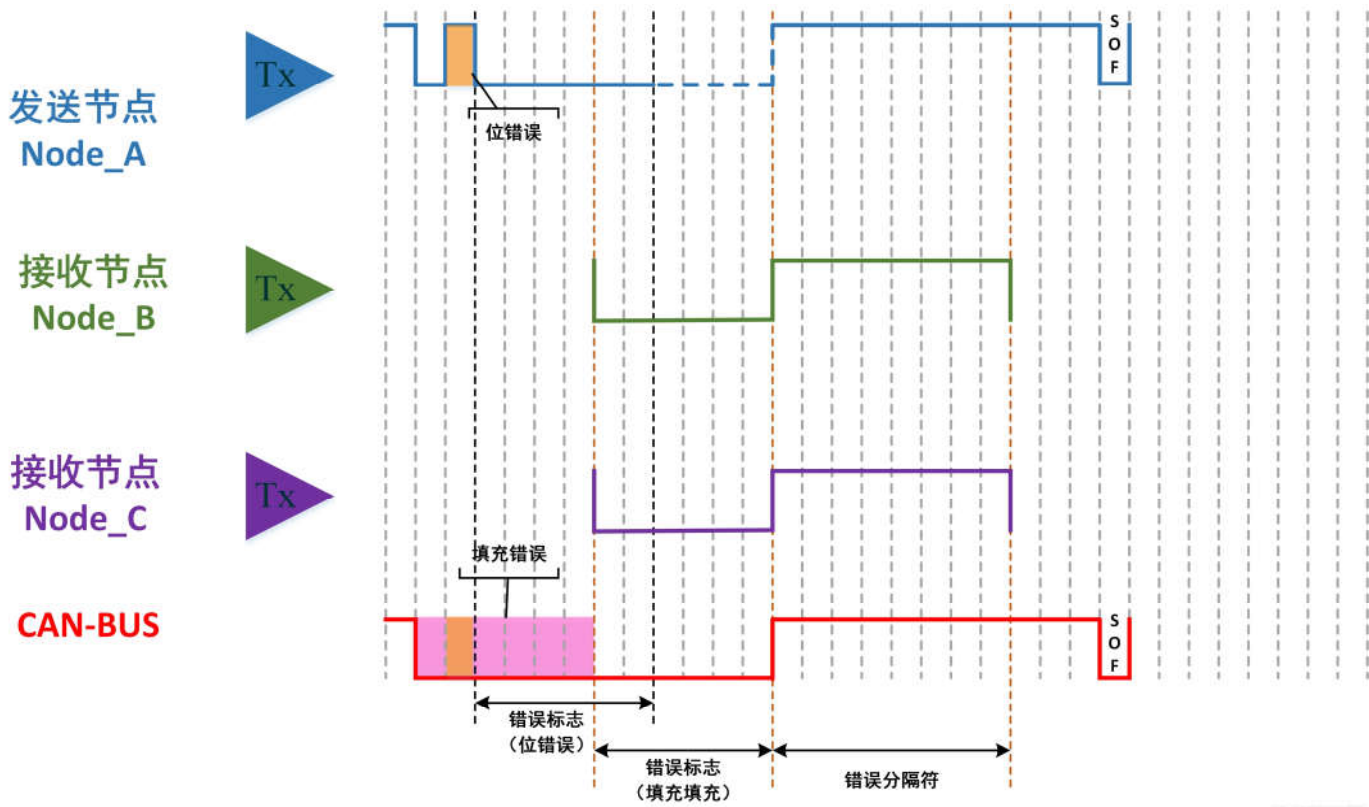 S
O
F
Tx
发送节点
Node_A
位错误
接收节点
Node_B
Tx
接收节点
Node_C
Tx
填充错误
CAN-BUS
S
O
F
错误标志
（位错误）
错误标志
（填充填充）
错误分隔符